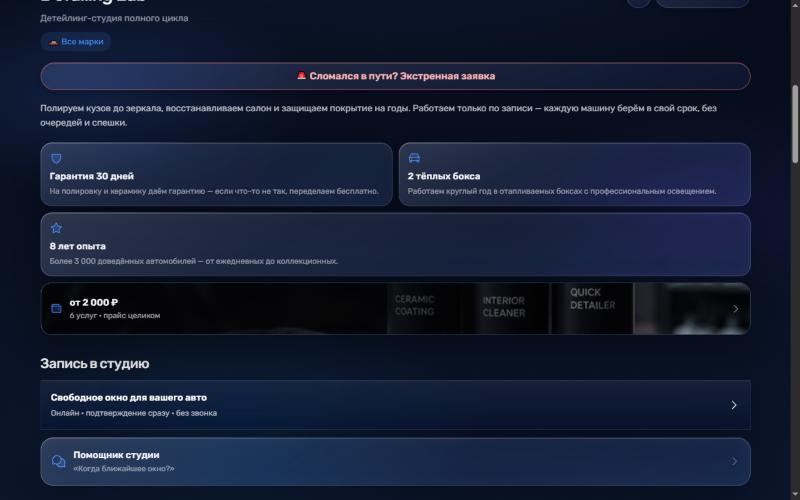 Детейлинг-студия полного цикла
Все марки
Сломался в пути? Экстренная заявка
Полируем кузов до зеркала, восстанавливаем салон и защищаем покрытие на годы. Работаем только по записи — каждую машину берём в свой срок, без
очередей и спешки.
Гарантия 30 дней
На полировку и керамику даём гарантию — если что-то не так, переделаем бесплатно.
2 тёплых бокса
Работаем круглый год в отапливаемых боксах с профессиональным освещением.
8 лет опыта
Более 3 000 доведённых автомобилей — от ежедневных до коллекционных.
от 2 000 ₽
6 услуг • прайс целиком
CERAMIC
COATING
INTERIOR
CLEANER
QUICK
DETAILER
Запись в студию
Свободное окно для вашего авто
Онлайн • подтверждение сразу • без звонка
Помощник студии
«Когда ближайшее окно?»